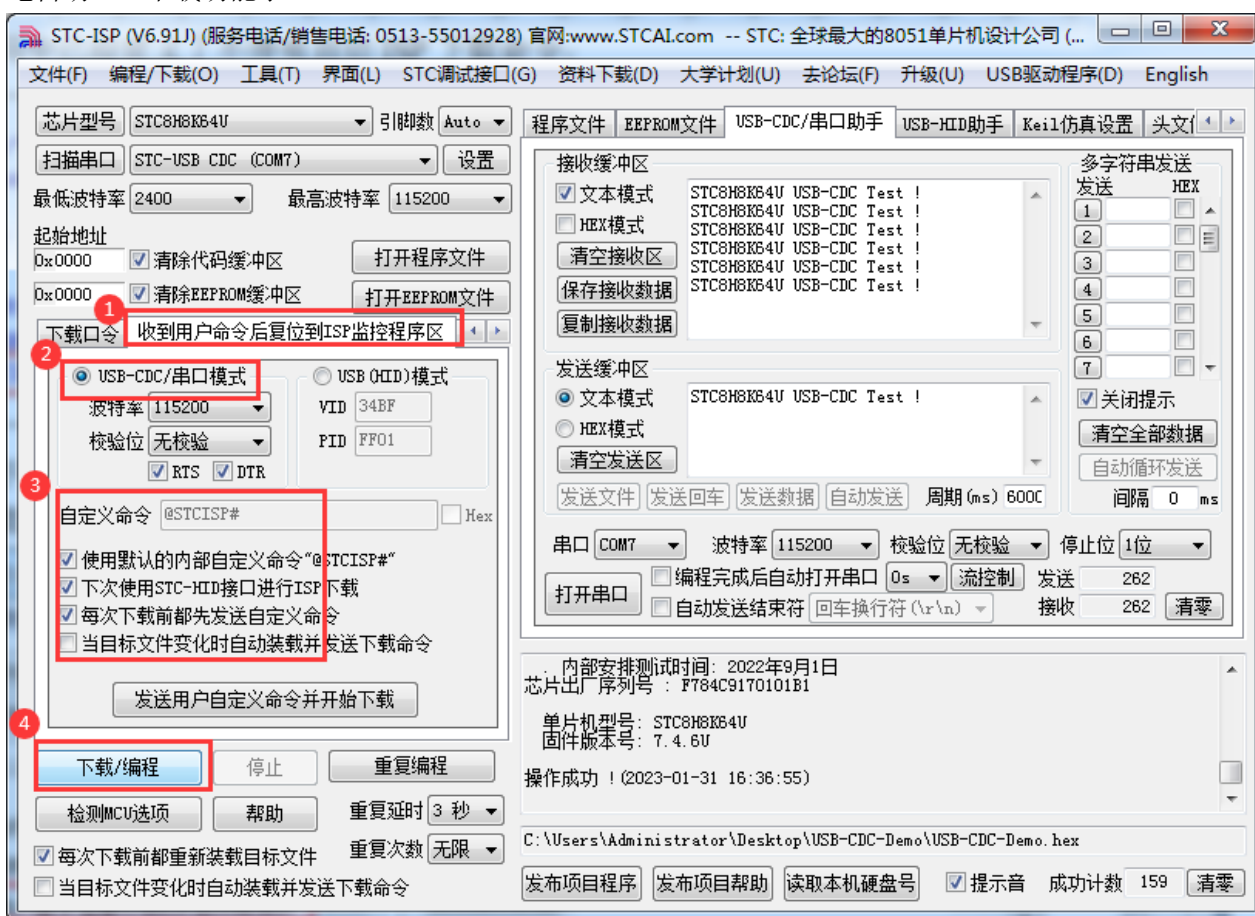 STC-ISP (V6.91J) (服务电话/销售电话: 0513-55012928) 官网:www.STCAI.com -- STC: 全球最大的8051单片机设计公司 (...
文件(F) 编程/下载(O) 工具(T) 界面(L) STC调试接口(G) 资料下载(D) 大学计划(U) 去论坛(F) 升级(U) USB驱动程序(D) English
芯片型号 STC8H8K64U 引脚数 Auto
扫描串口 STC-USB CDC (COM7) 设置
最低波特率 2400 最高波特率 115200
起始地址
0x0000 清除代码缓冲区 打开程序文件
0x0000 清除EEPROM缓冲区 打开EEPROM文件
1
下载口令 收到用户命令后复位到ISP监控程序区
2
USB-CDC/串口模式 USB(HID)模式
波特率 115200 VID 34BF
校验位 无校验 PID FF01
RTS DTR
3
自定义命令 @STCISP# Hex
使用默认的内部自定义命令“@STCISP#“
下次使用STC-HID接口进行ISP下载
每次下载前都先发送自定义命令
当目标文件变化时自动装载并发送下载命令
发送用户自定义命令并开始下载
4
下载/编程 停止 重复编程
检测MCU选项 帮助 重复延时 3 秒
每次下载前都重新装载目标文件 重复次数 无限
当目标文件变化时自动装载并发送下载命令
程序文件 EEPROM文件 USB-CDC/串口助手 USB-HID助手 Keil仿真设置 头文
接收缓冲区
文本模式
HEX模式
清空接收区
保存接收数据
复制接收数据
STC8H8K64U USB-CDC Test !
STC8H8K64U USB-CDC Test !
STC8H8K64U USB-CDC Test !
STC8H8K64U USB-CDC Test !
STC8H8K64U USB-CDC Test !
STC8H8K64U USB-CDC Test !
发送缓冲区
文本模式 STC8H8K64U USB-CDC Test !
HEX模式
清空发送区
发送文件 发送回车 发送数据 自动发送 周期(ms) 6000
多字符串发送
发送 HEX
1
2
3
4
5
6
7
关闭提示
清空全部数据
自动循环发送
间隔 0 ms
串口 COM7 波特率 115200 校验位 无校验 停止位 1位
打开串口 编程完成后自动打开串口 0s 流控制 发送 262
自动发送结束符 回车换行符(\r\n) 接收 262 清零
. 内部安排测试时间: 2022年9月1日
芯片出厂序列号 : F784C9170101B1
单片机型号: STC8H8K64U
固件版本号: 7.4.6U
操作成功 !(2023-01-31 16:36:55)
C:\Users\Administrator\Desktop\USB-CDC-Demo\USB-CDC-Demo.hex
发布项目程序 发布项目帮助 读取本机硬盘号 提示音 成功计数 159 清零